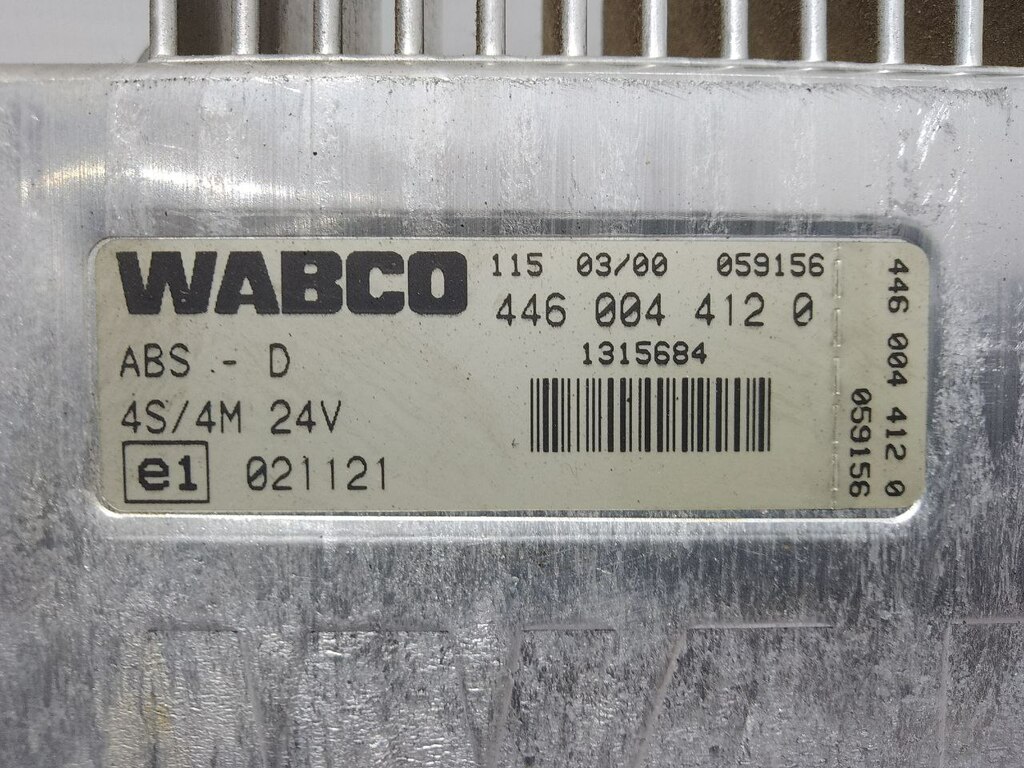 WABCO
115 03/00 059156
446 004 412 0
1315684
ABS - D
4S/4M 24V
e1 021121
446 004 412 0
059156